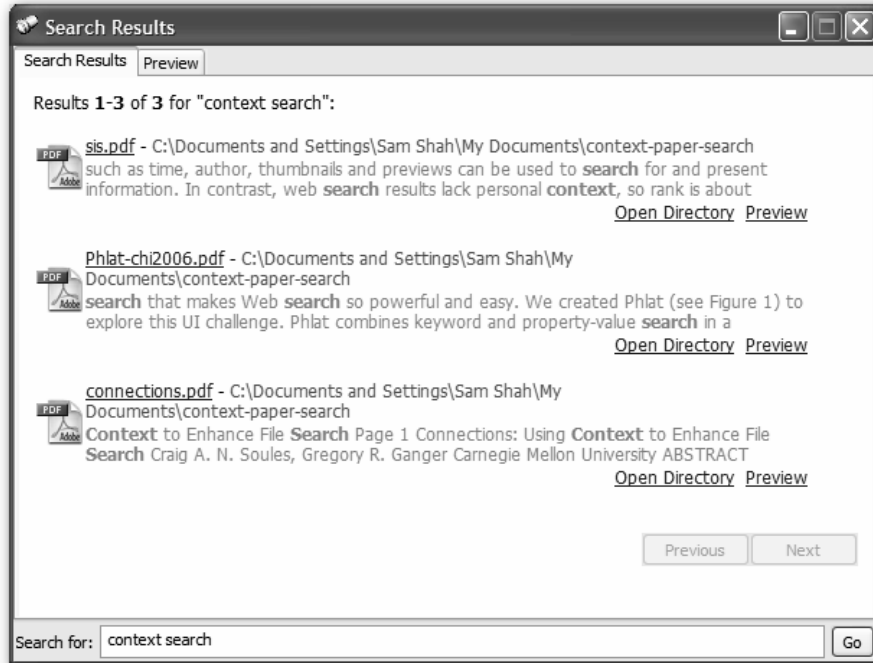 Search Results
Search Results Preview
Results 1-3 of 3 for "context search":
sis.pdf - C:\Documents and Settings\Sam Shah\My Documents\context-paper-search
PDF such as time, author, thumbnails and previews can be used to search for and present
Adobe information. In contrast, web search results lack personal context, so rank is about
Open Directory Preview
Phlat-chi2006.pdf - C:\Documents and Settings\Sam Shah\My
PDF Documents\context-paper-search
search that makes Web search so powerful and easy. We created Phlat (see Figure 1) to
Adobe explore this UI challenge. Phlat combines keyword and property-value search in a
Open Directory Preview
connections.pdf - C:\Documents and Settings\Sam Shah\My
PDF Documents\context-paper-search
Adobe Context to Enhance File Search Page 1 Connections: Using Context to Enhance File
Search Craig A. N. Soules, Gregory R. Ganger Carnegie Mellon University ABSTRACT
Open Directory Preview
Previous Next
Search for: context search Go